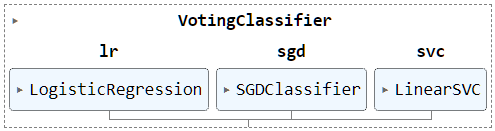 VotingClassifier
lr sgd svc
LogisticRegression SGDClassifier LinearSVC